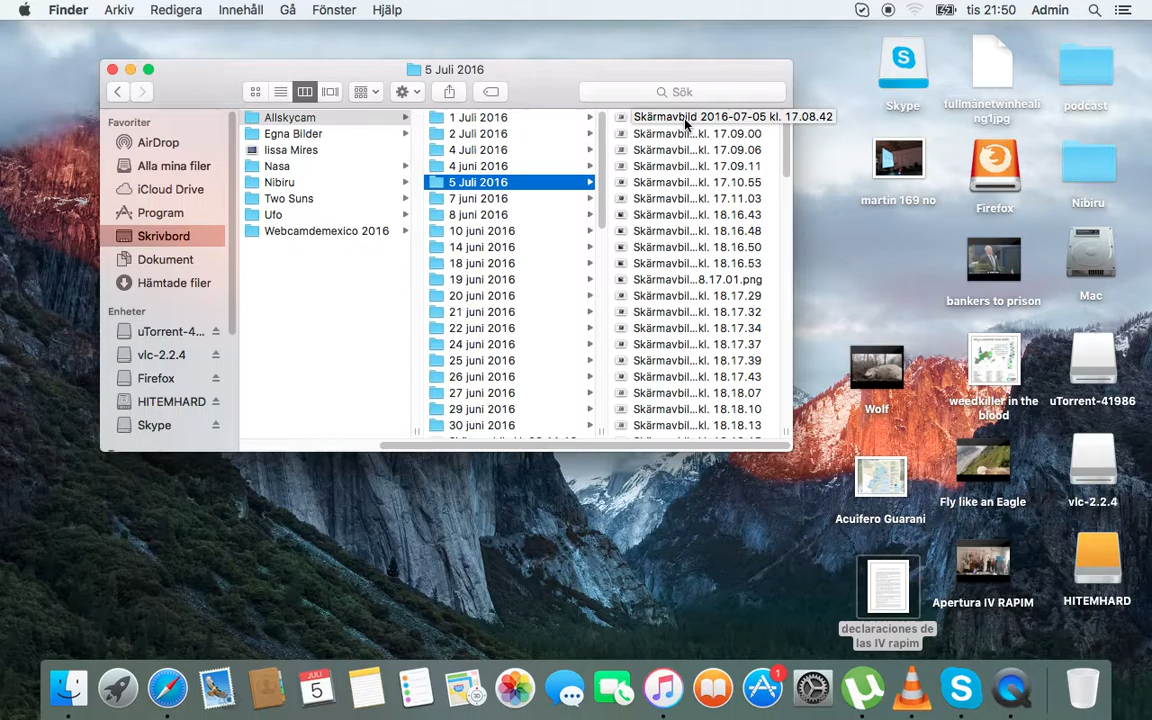 Finder Arkiv Redigera Innehåll Gå Fönster Hjälp tis 21:50 Admin
5 Juli 2016
Sök
Favoriter
AirDrop
Alla mina filer
iCloud Drive
Program
Skrivbord
Dokument
Hämtade filer
Enheter
uTorrent-4...
vlc-2.2.4
Firefox
HITEMHARD
Skype
Allskycam
Egna Bilder
lissa Mires
Nasa
Nibiru
Two Suns
Ufo
Webcamdemexico 2016
1 Juli 2016
2 Juli 2016
4 Juli 2016
4 juni 2016
5 Juli 2016
7 juni 2016
8 juni 2016
10 juni 2016
14 juni 2016
18 juni 2016
19 juni 2016
20 juni 2016
21 juni 2016
22 juni 2016
24 juni 2016
25 juni 2016
26 juni 2016
27 juni 2016
29 juni 2016
30 juni 2016
Skärmavbild 2016-07-05 kl. 17.08.42
Skärmavbil...kl. 17.09.00
Skärmavbil...kl. 17.09.06
Skärmavbil...kl. 17.09.11
Skärmavbil...kl. 17.10.55
Skärmavbil...kl. 17.11.03
Skärmavbil...kl. 18.16.43
Skärmavbil...kl. 18.16.48
Skärmavbil...kl. 18.16.50
Skärmavbil...kl. 18.16.53
Skärmavbil...8.17.01.png
Skärmavbil...kl. 18.17.29
Skärmavbil...kl. 18.17.32
Skärmavbil...kl. 18.17.34
Skärmavbil...kl. 18.17.37
Skärmavbil...kl. 18.17.39
Skärmavbil...kl. 18.17.43
Skärmavbil...kl. 18.18.07
Skärmavbil...kl. 18.18.10
Skärmavbil...kl. 18.18.13
Skype
fullmånetwinheali
ng1jpg
podcast
martin 169 no
Firefox
Nibiru
bankers to prison
Mac
Wolf
weedkiller in the
blood
uTorrent-41986
Acuifero Guarani
Fly like an Eagle
vlc-2.2.4
declaraciones de
las IV rapim
Apertura IV RAPIM
HITEMHARD
JULI
5
3D
1